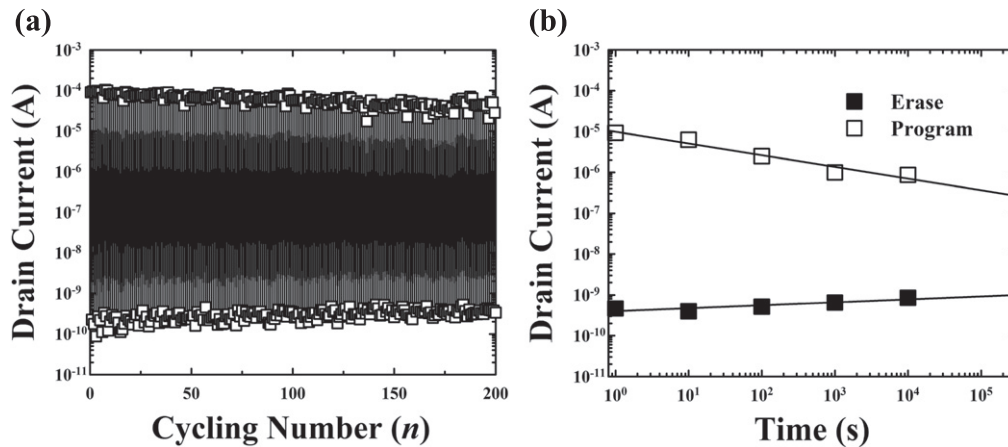 (a)
10⁻³
10⁻⁴
10⁻⁵
10⁻⁶
10⁻⁷
10⁻⁸
10⁻⁹
10⁻¹⁰
10⁻¹¹
Drain Current (A)
0 50 100 150 200
Cycling Number (n)
(b)
10⁻³
10⁻⁴
10⁻⁵
10⁻⁶
10⁻⁷
10⁻⁸
10⁻⁹
10⁻¹⁰
10⁻¹¹
Drain Current (A)
Erase
Program
10⁰ 10¹ 10² 10³ 10⁴ 10⁵
Time (s)